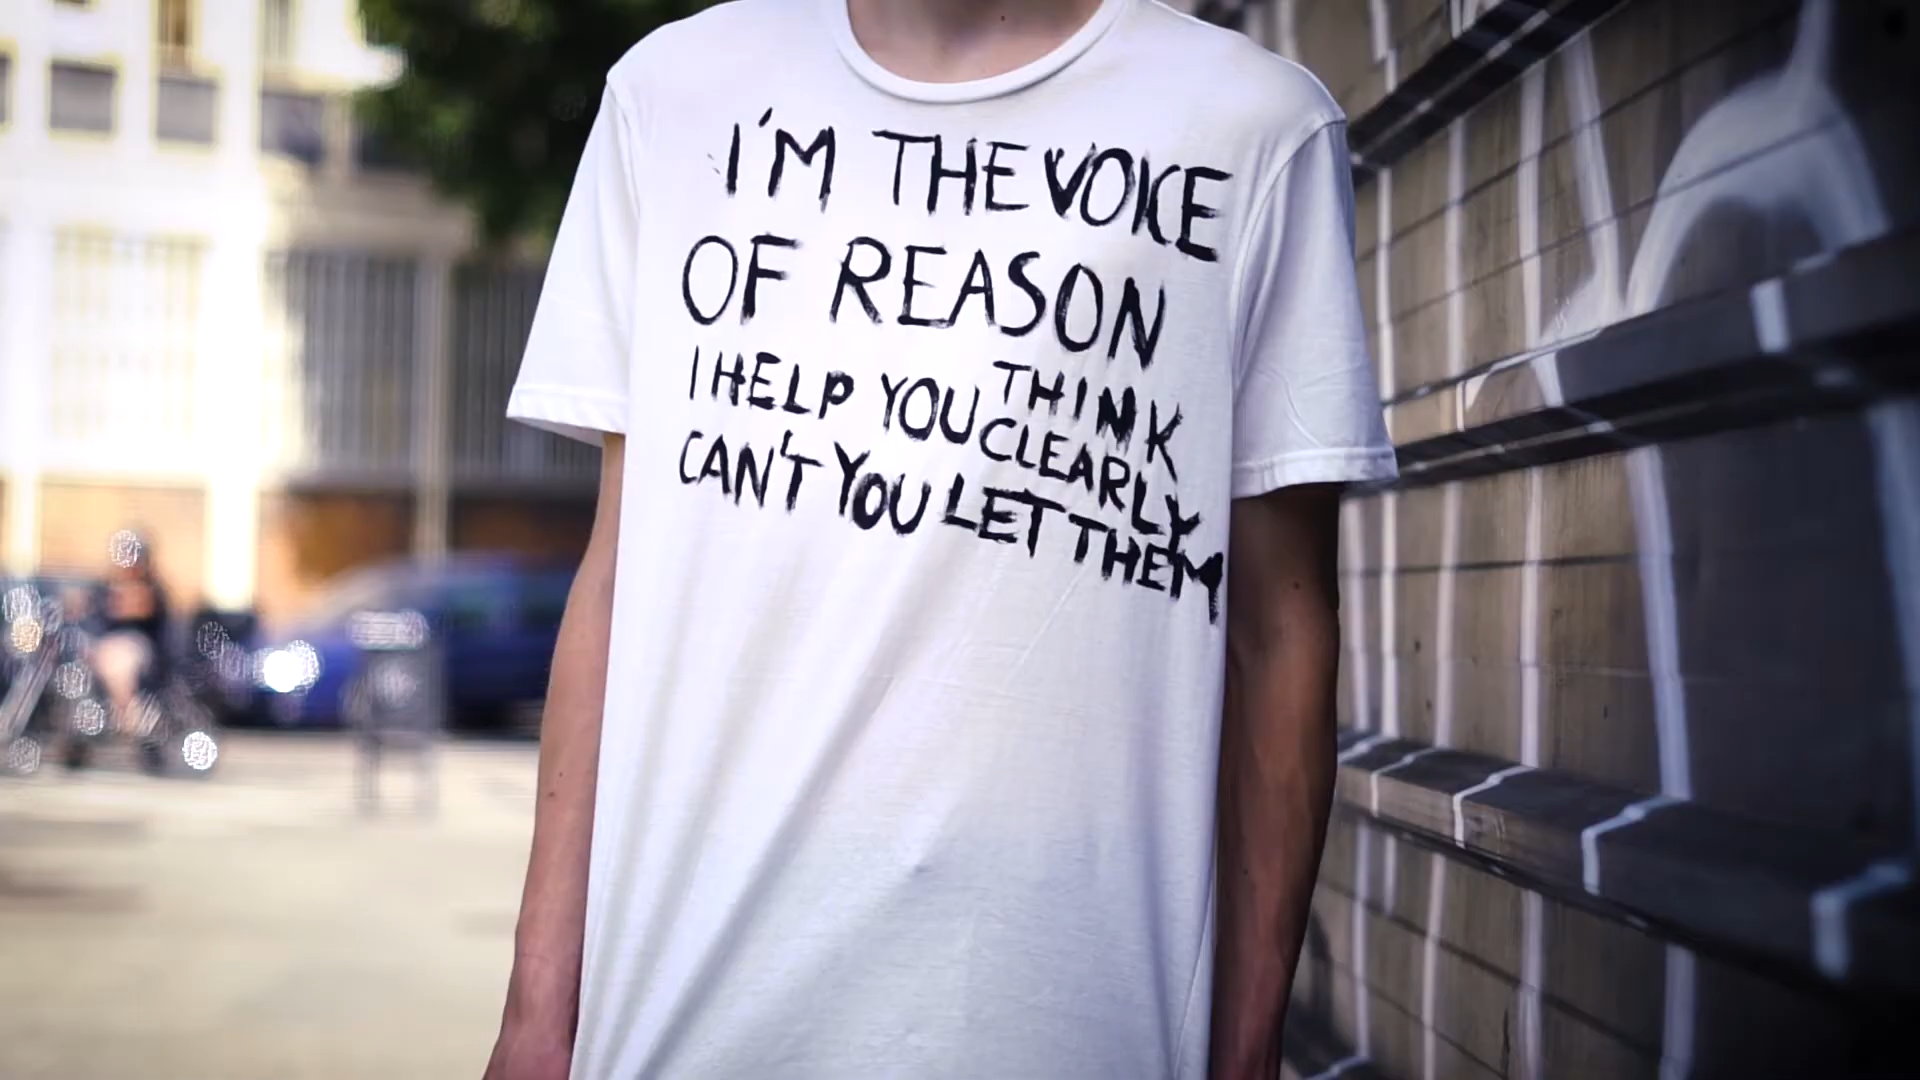 I'M THE VOICE
OF REASON
I HELP YOU THINK
CLEARLY
CAN'T YOU LET THEM